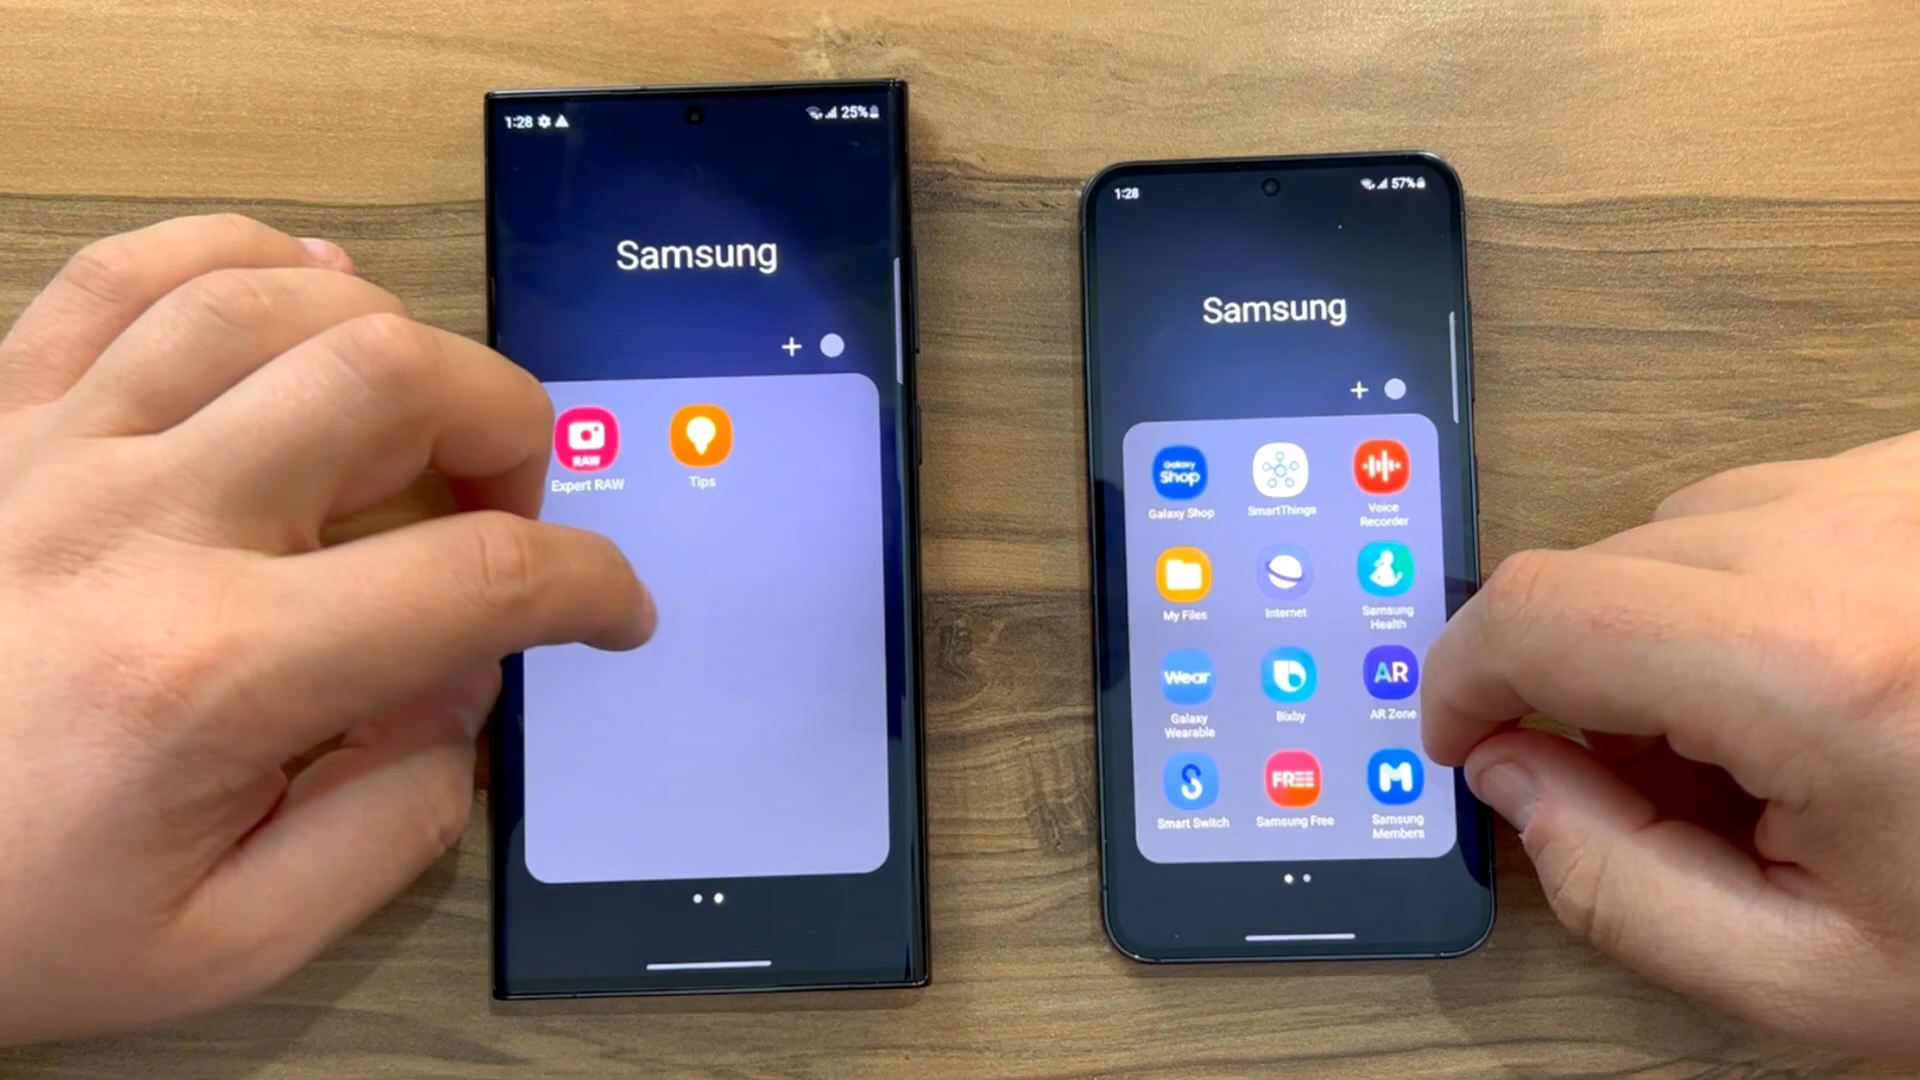 1:28
25%
Samsung
+
RAW
Expert RAW
Tips
1:28
57%
Samsung
+
Galaxy
Shop
Galaxy Shop
SmartThings
Voice
Recorder
My Files
Internet
Samsung
Health
Wear
Galaxy
Wearable
Bixby
AR
AR Zone
Smart Switch
FREE
Samsung Free
M
Samsung
Members